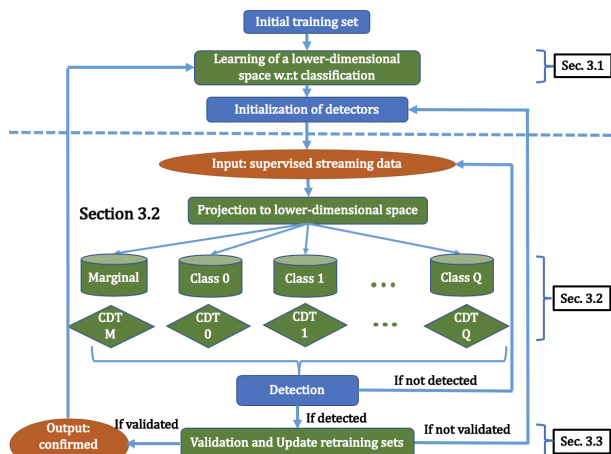 Initial training set
Learning of a lower-dimensional
space w.r.t classification
Sec. 3.1
Initialization of detectors
Input: supervised streaming data
Section 3.2
Projection to lower-dimensional space
Marginal
Class 0
Class 1
...
Class Q
Sec. 3.2
CDT
M
CDT
0
CDT
1
...
CDT
Q
Detection
If not detected
If detected
If validated
If not validated
Output:
confirmed
Validation and Update retraining sets
Sec. 3.3